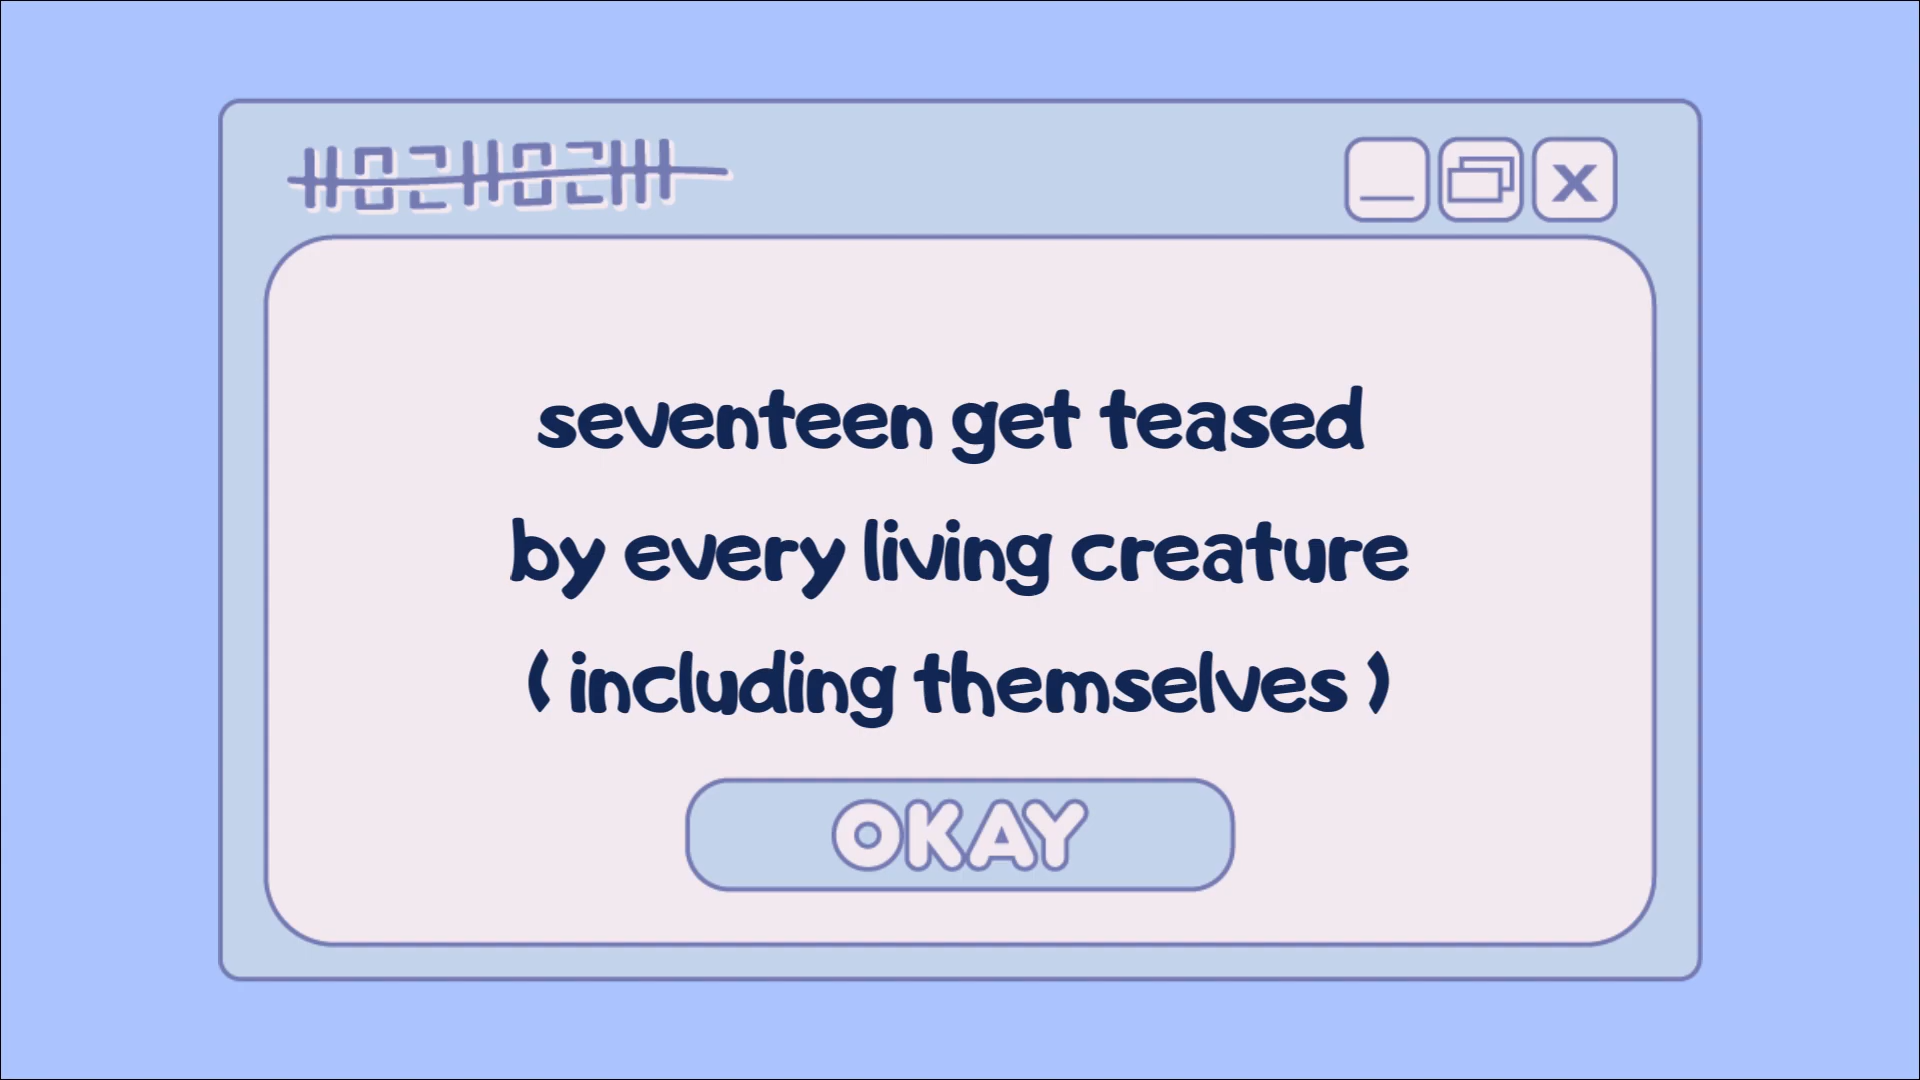 seventeen get teased
by every living creature
( including themselves )
OKAY